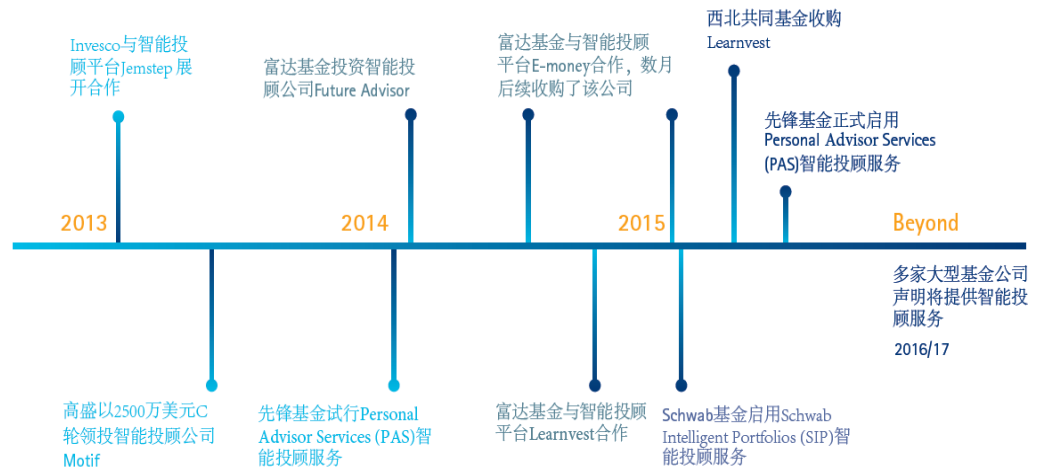 西北共同基金收购
Learnvest
Invesco与智能投
顾平台Jemstep 展
开合作
富达基金投资智能投
顾公司Future Advisor
富达基金与智能投顾
平台E-money合作，数月
后续收购了该公司
先锋基金正式启用
Personal Advisor Services
(PAS)智能投顾服务
2013
2014
2015
Beyond
多家大型基金公司
声明将提供智能投
顾服务
2016/17
高盛以2500万美元C
轮领投智能投顾公司
Motif
先锋基金试行Personal
Advisor Services (PAS)智
能投顾服务
富达基金与智能投顾
平台Learnvest合作
Schwab基金启用Schwab
Intelligent Portfolios (SIP)智
能投顾服务